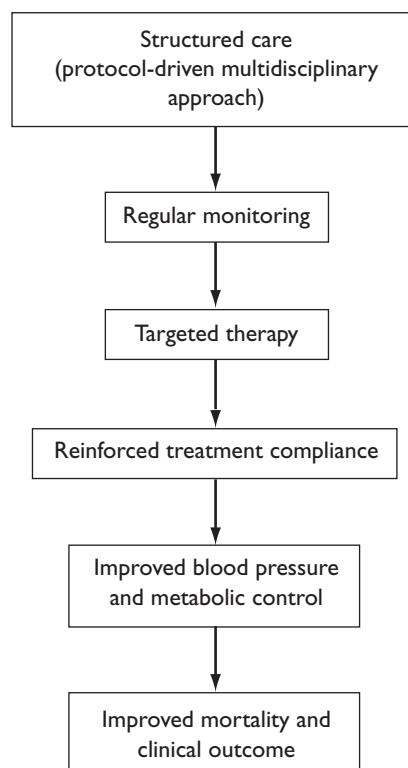 Structured care
(protocol-driven multidisciplinary
approach)
Regular monitoring
Targeted therapy
Reinforced treatment compliance
Improved blood pressure
and metabolic control
Improved mortality and
clinical outcome